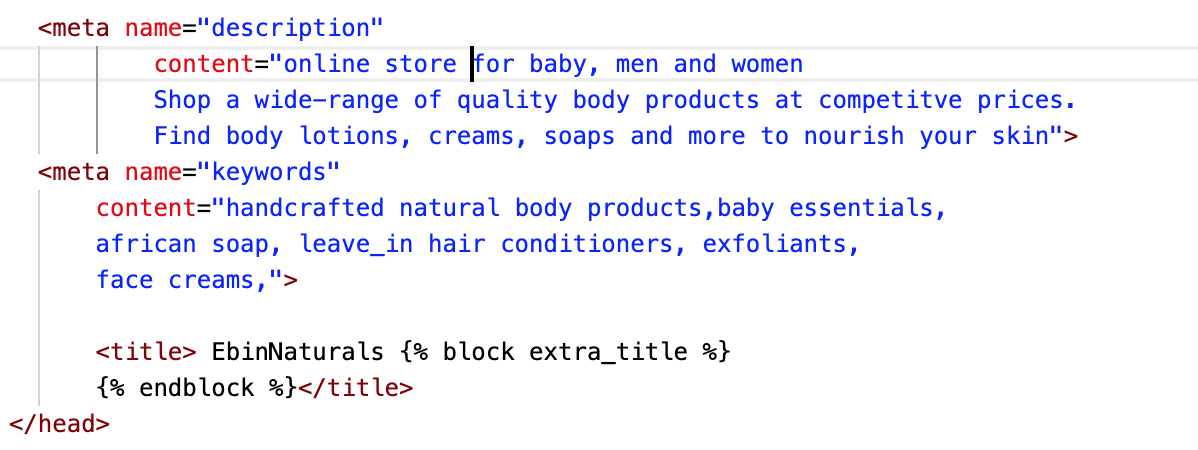 <meta name="description"
content="online store for baby, men and women
Shop a wide-range of quality body products at competitve prices.
Find body lotions, creams, soaps and more to nourish your skin">
<meta name="keywords"
content="handcrafted natural body products,baby essentials,
african soap, leave_in hair conditioners, exfoliants,
face creams,">
<title> EbinNaturals {% block extra_title %}
{% endblock %}</title>
</head>